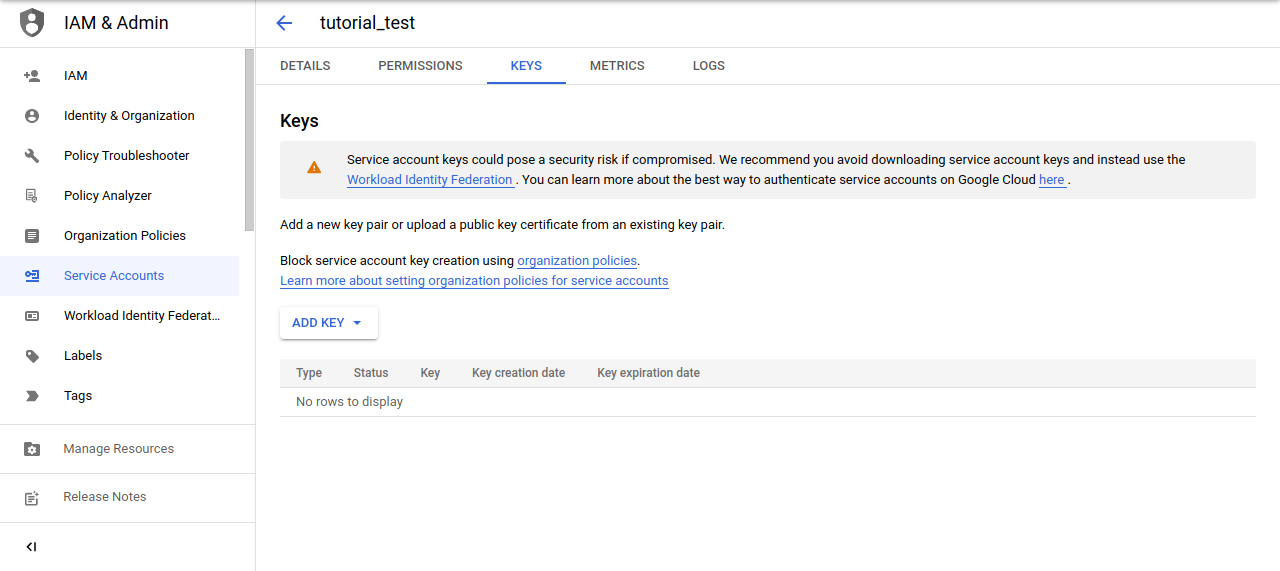 IAM & Admin
IAM
Identity & Organization
Policy Troubleshooter
Policy Analyzer
Organization Policies
Service Accounts
Workload Identity Federat...
Labels
Tags
Manage Resources
Release Notes
tutorial_test
DETAILS PERMISSIONS KEYS METRICS LOGS
Keys
Service account keys could pose a security risk if compromised. We recommend you avoid downloading service account keys and instead use the
Workload Identity Federation . You can learn more about the best way to authenticate service accounts on Google Cloud here .
Add a new key pair or upload a public key certificate from an existing key pair.
Block service account key creation using organization policies.
Learn more about setting organization policies for service accounts
ADD KEY
Type Status Key Key creation date Key expiration date
No rows to display